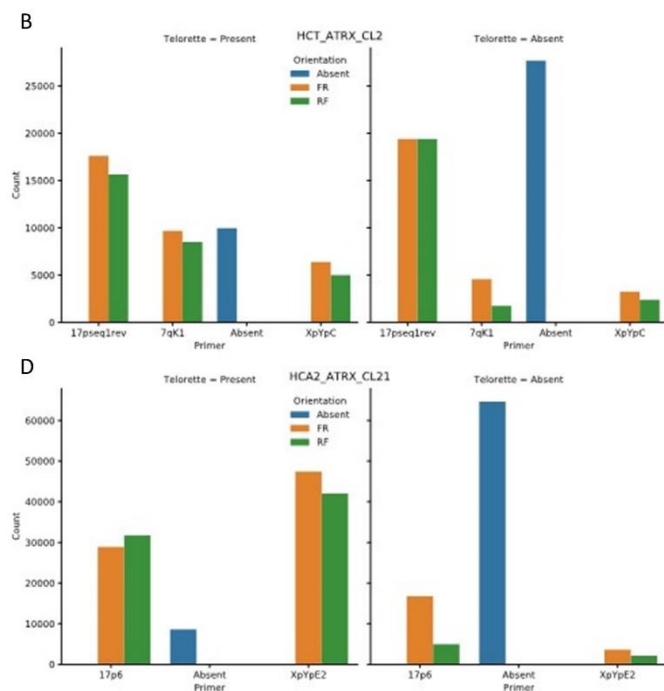 B
HCT_ATRX_CL2
Telorette = Present
Telorette = Absent
Orientation
Absent
FR
RF
Count
25000
20000
15000
10000
5000
0
17pseq1rev 7qK1 Absent XpYpC
Primer
17pseq1rev 7qK1 Absent XpYpC
Primer
D
HCA2_ATRX_CL21
Telorette = Present
Telorette = Absent
Orientation
Absent
FR
RF
Count
60000
50000
40000
30000
20000
10000
0
17p6 Absent XpYpE2
Primer
17p6 Absent XpYpE2
Primer